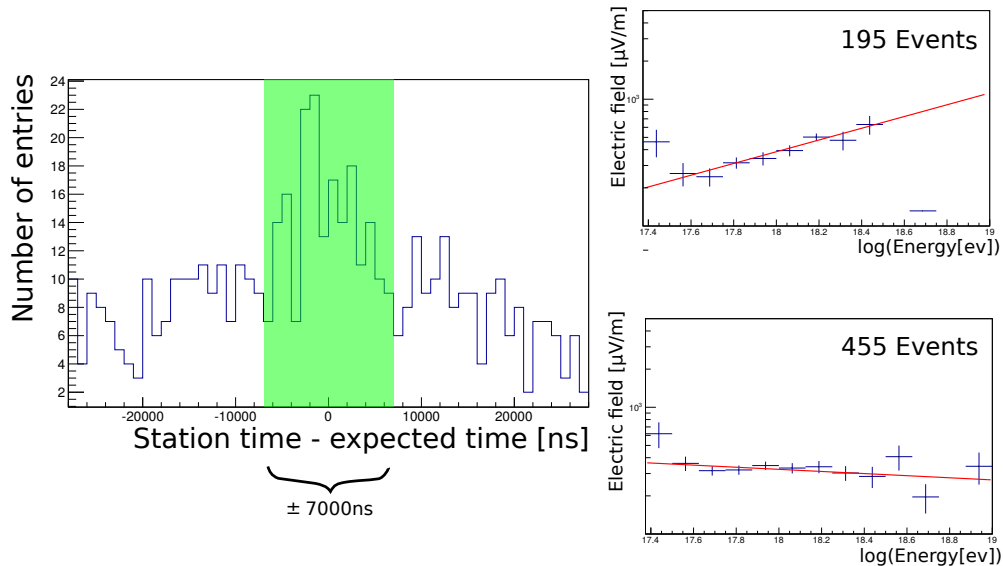 Number of entries
24
22
20
18
16
14
12
10
8
6
4
2
-20000 -10000 0 10000 20000
Station time - expected time [ns]
± 7000ns
195 Events
Electric field [μV/m]
10³
17.4 17.6 17.8 18 18.2 18.4 18.6 18.8 19
log(Energy[ev])
455 Events
Electric field [μV/m]
10³
17.4 17.6 17.8 18 18.2 18.4 18.6 18.8 19
log(Energy[ev])